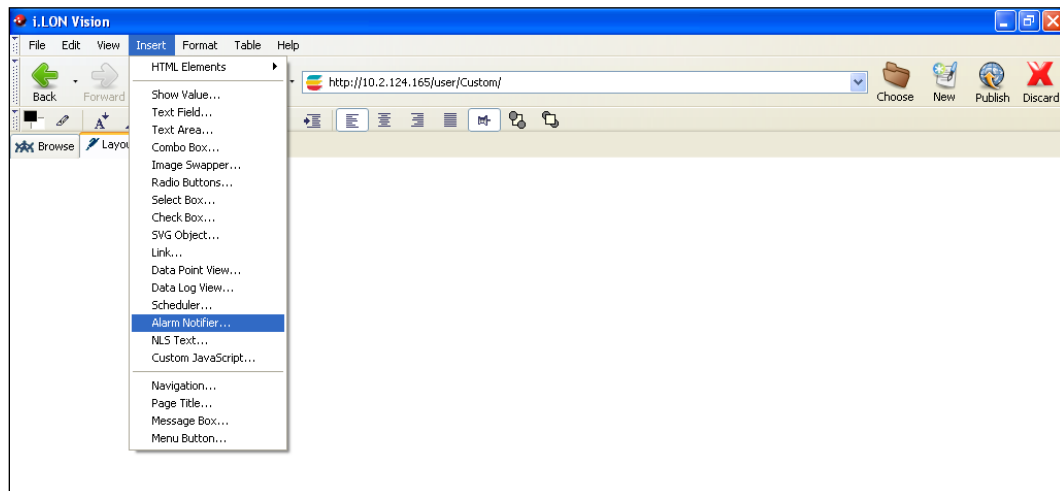 i.LON Vision
File Edit View Insert Format Table Help
Back Forward http://10.2.124.165/user/Custom/ Choose New Publish Discard
A
Browse
HTML Elements
Show Value...
Text Field...
Text Area...
Combo Box...
Image Swapper...
Radio Buttons...
Select Box...
Check Box...
SVG Object...
Link...
Data Point View...
Data Log View...
Scheduler...
Alarm Notifier...
NLS Text...
Custom JavaScript...
Navigation...
Page Title...
Message Box...
Menu Button...